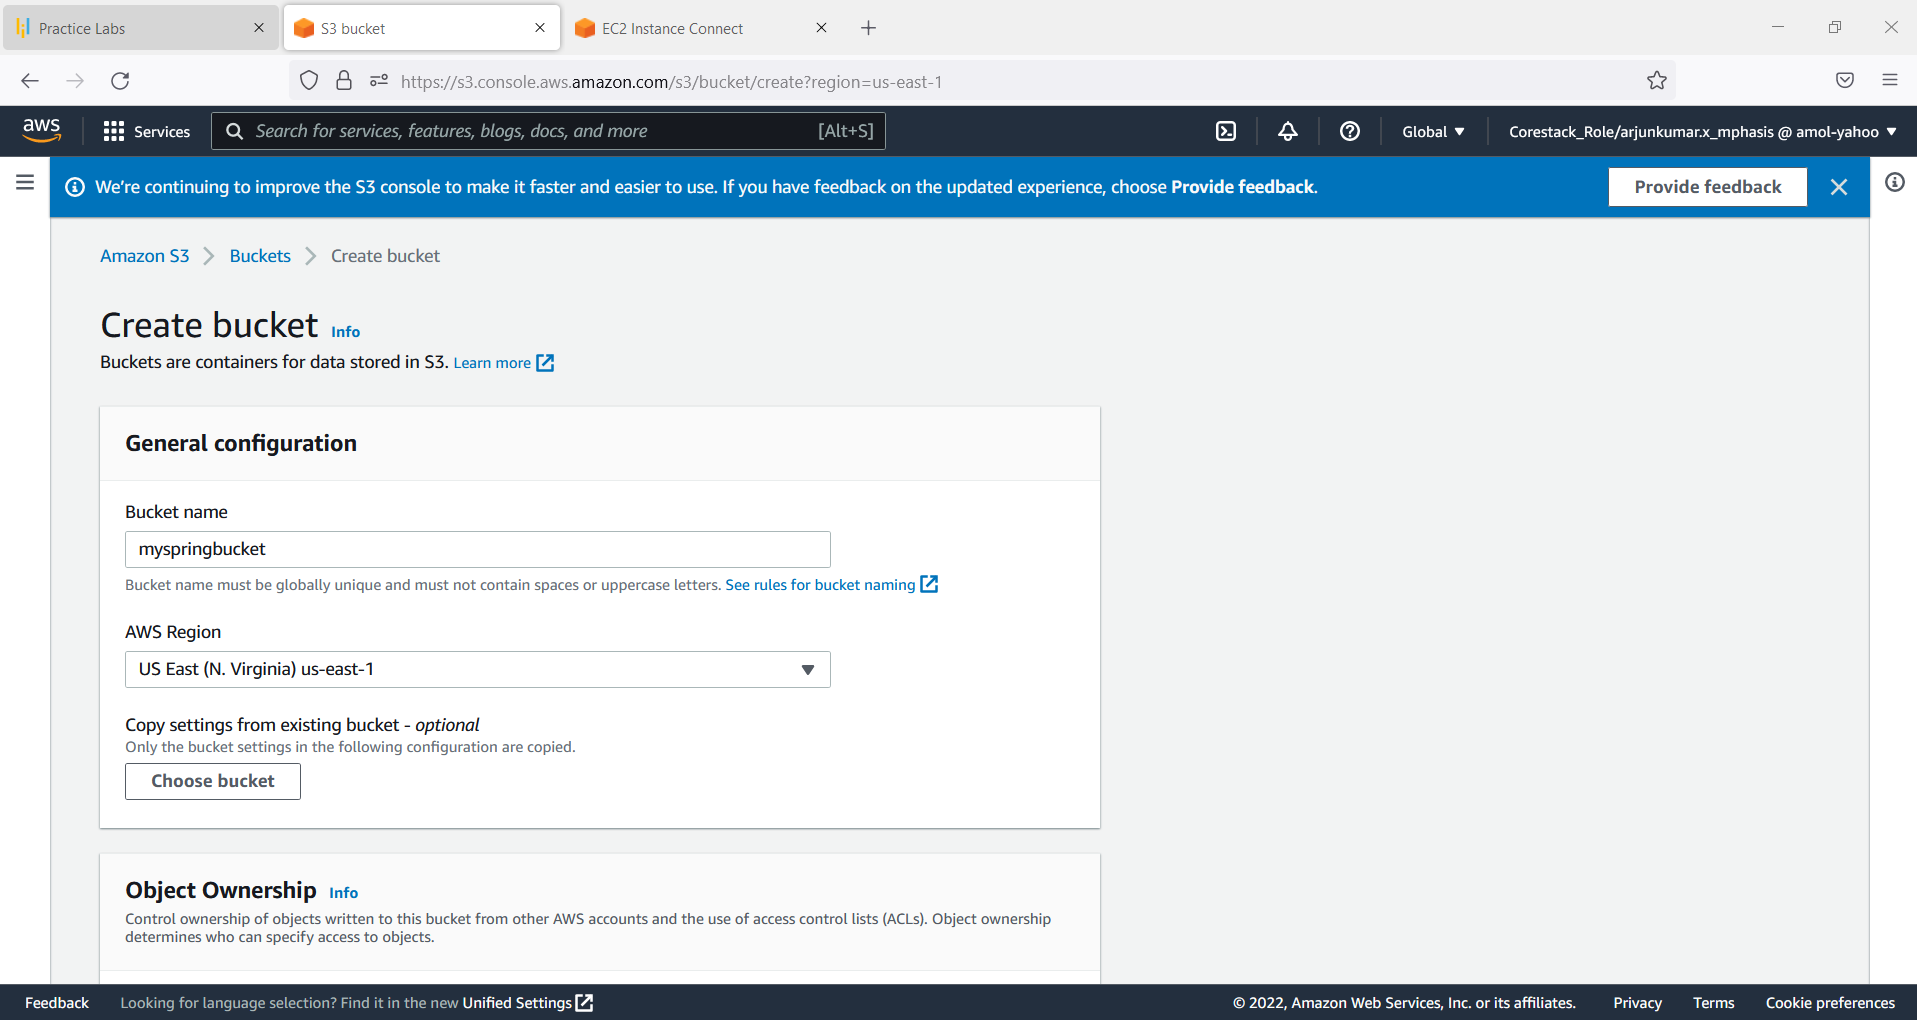 Practice Labs
S3 bucket
EC2 Instance Connect
https://s3.console.aws.amazon.com/s3/bucket/create?region=us-east-1
aws
Services
Search for services, features, blogs, docs, and more
[Alt+S]
Global
Corestack_Role/arjunkumar.x_mphasis @ amol-yahoo
We're continuing to improve the S3 console to make it faster and easier to use. If you have feedback on the updated experience, choose Provide feedback.
Provide feedback
Amazon S3
Buckets
Create bucket
Create bucket Info
Buckets are containers for data stored in S3. Learn more
General configuration
Bucket name
myspringbucket
Bucket name must be globally unique and must not contain spaces or uppercase letters. See rules for bucket naming
AWS Region
US East (N. Virginia) us-east-1
Copy settings from existing bucket - optional
Only the bucket settings in the following configuration are copied.
Choose bucket
Object Ownership Info
Control ownership of objects written to this bucket from other AWS accounts and the use of access control lists (ACLs). Object ownership
determines who can specify access to objects.
Feedback
Looking for language selection? Find it in the new Unified Settings
© 2022, Amazon Web Services, Inc. or its affiliates.
Privacy
Terms
Cookie preferences